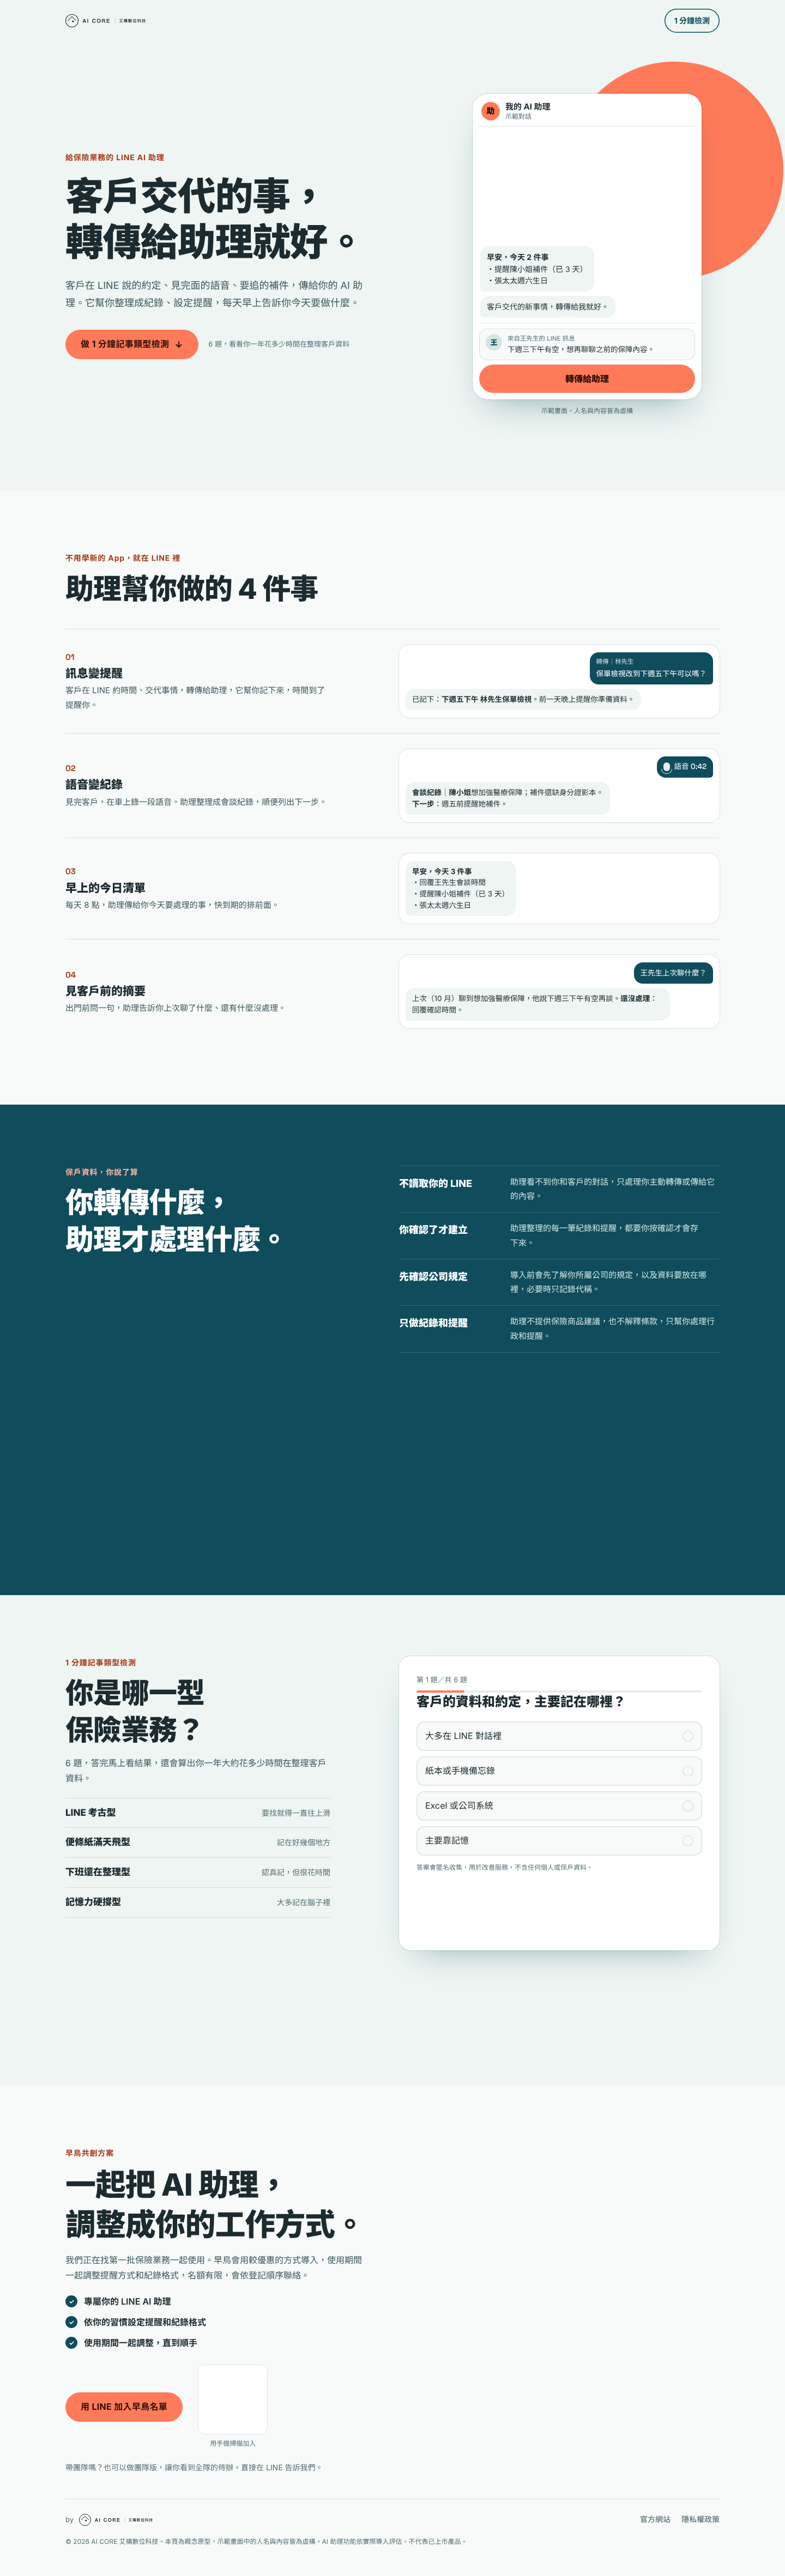 AI CORE | 艾構數位科技
1 分鐘檢測
給保險業務的 LINE AI 助理
客戶交代的事，
轉傳給助理就好。
客戶在 LINE 說的約定、見完面的語音、要追的補件，傳給你的 AI 助
理。它幫你整理成紀錄、設定提醒，每天早上告訴你今天要做什麼。
做 1 分鐘記事類型檢測 ↓
6 題，看看你一年花多少時間在整理客戶資料
助
我的 AI 助理
示範對話
早安，今天 2 件事
・提醒陳小姐補件（已 3 天）
・張太太週六生日
客戶交代的新事情，轉傳給我就好。
王
來自王先生的 LINE 訊息
下週三下午有空，想再聊聊之前的保障內容。
轉傳給助理
示範畫面，人名與內容皆為虛構
不用學新的 App，就在 LINE 裡
助理幫你做的 4 件事
01
訊息變提醒
客戶在 LINE 約時間、交代事情，轉傳給助理，它幫你記下來，時間到了
提醒你。
轉傳｜林先生
保單檢視改到下週五下午可以嗎？
已記下：下週五下午 林先生保單檢視。前一天晚上提醒你準備資料。
02
語音變紀錄
見完客戶，在車上錄一段語音。助理整理成會談紀錄，順便列出下一步。
語音 0:42
會談紀錄｜陳小姐想加強醫療保障；補件還缺身分證影本。
下一步：週五前提醒她補件。
03
早上的今日清單
每天 8 點，助理傳給你今天要處理的事，快到期的排前面。
早安，今天 3 件事
・回覆王先生會談時間
・提醒陳小姐補件（已 3 天）
・張太太週六生日
04
見客戶前的摘要
出門前問一句，助理告訴你上次聊了什麼、還有什麼沒處理。
王先生上次聊什麼？
上次（10 月）聊到想加強醫療保障，他說下週三下午有空再談。還沒處理：
回覆確認時間。
保戶資料，你說了算
你轉傳什麼，
助理才處理什麼。
不讀取你的 LINE
助理看不到你和客戶的對話，只處理你主動轉傳或傳給它
的內容。
你確認了才建立
助理整理的每一筆紀錄和提醒，都要你按確認才會存
下來。
先確認公司規定
導入前會先了解你所屬公司的規定，以及資料要放在哪
裡，必要時只記錄代稱。
只做紀錄和提醒
助理不提供保險商品建議，也不解釋條款，只幫你處理行
政和提醒。
1 分鐘記事類型檢測
你是哪一型
保險業務？
6 題，答完馬上看結果，還會算出你一年大約花多少時間在整理客戶
資料。
LINE 考古型
要找就得一直往上滑
便條紙滿天飛型
記在好幾個地方
下班還在整理型
認真記，但很花時間
記憶力硬撐型
大多記在腦子裡
第 1 題／共 6 題
客戶的資料和約定，主要記在哪裡？
大多在 LINE 對話裡
紙本或手機備忘錄
Excel 或公司系統
主要靠記憶
答案會匿名收集，用於改善服務，不含任何個人或保戶資料。
早鳥共創方案
一起把 AI 助理，
調整成你的工作方式。
我們正在找第一批保險業務一起使用。早鳥會用較優惠的方式導入，使用期間
一起調整提醒方式和紀錄格式，名額有限，會依登記順序聯絡。
專屬你的 LINE AI 助理
依你的習慣設定提醒和紀錄格式
使用期間一起調整，直到順手
用 LINE 加入早鳥名單
用手機掃描加入
帶團隊嗎？也可以做團隊版，讓你看到全隊的待辦。直接在 LINE 告訴我們。
by AI CORE | 艾構數位科技
官方網站
隱私權政策
© 2026 AI CORE 艾構數位科技。本頁為概念原型，示範畫面中的人名與內容皆為虛構。AI 助理功能依實際導入評估，不代表已上市產品。